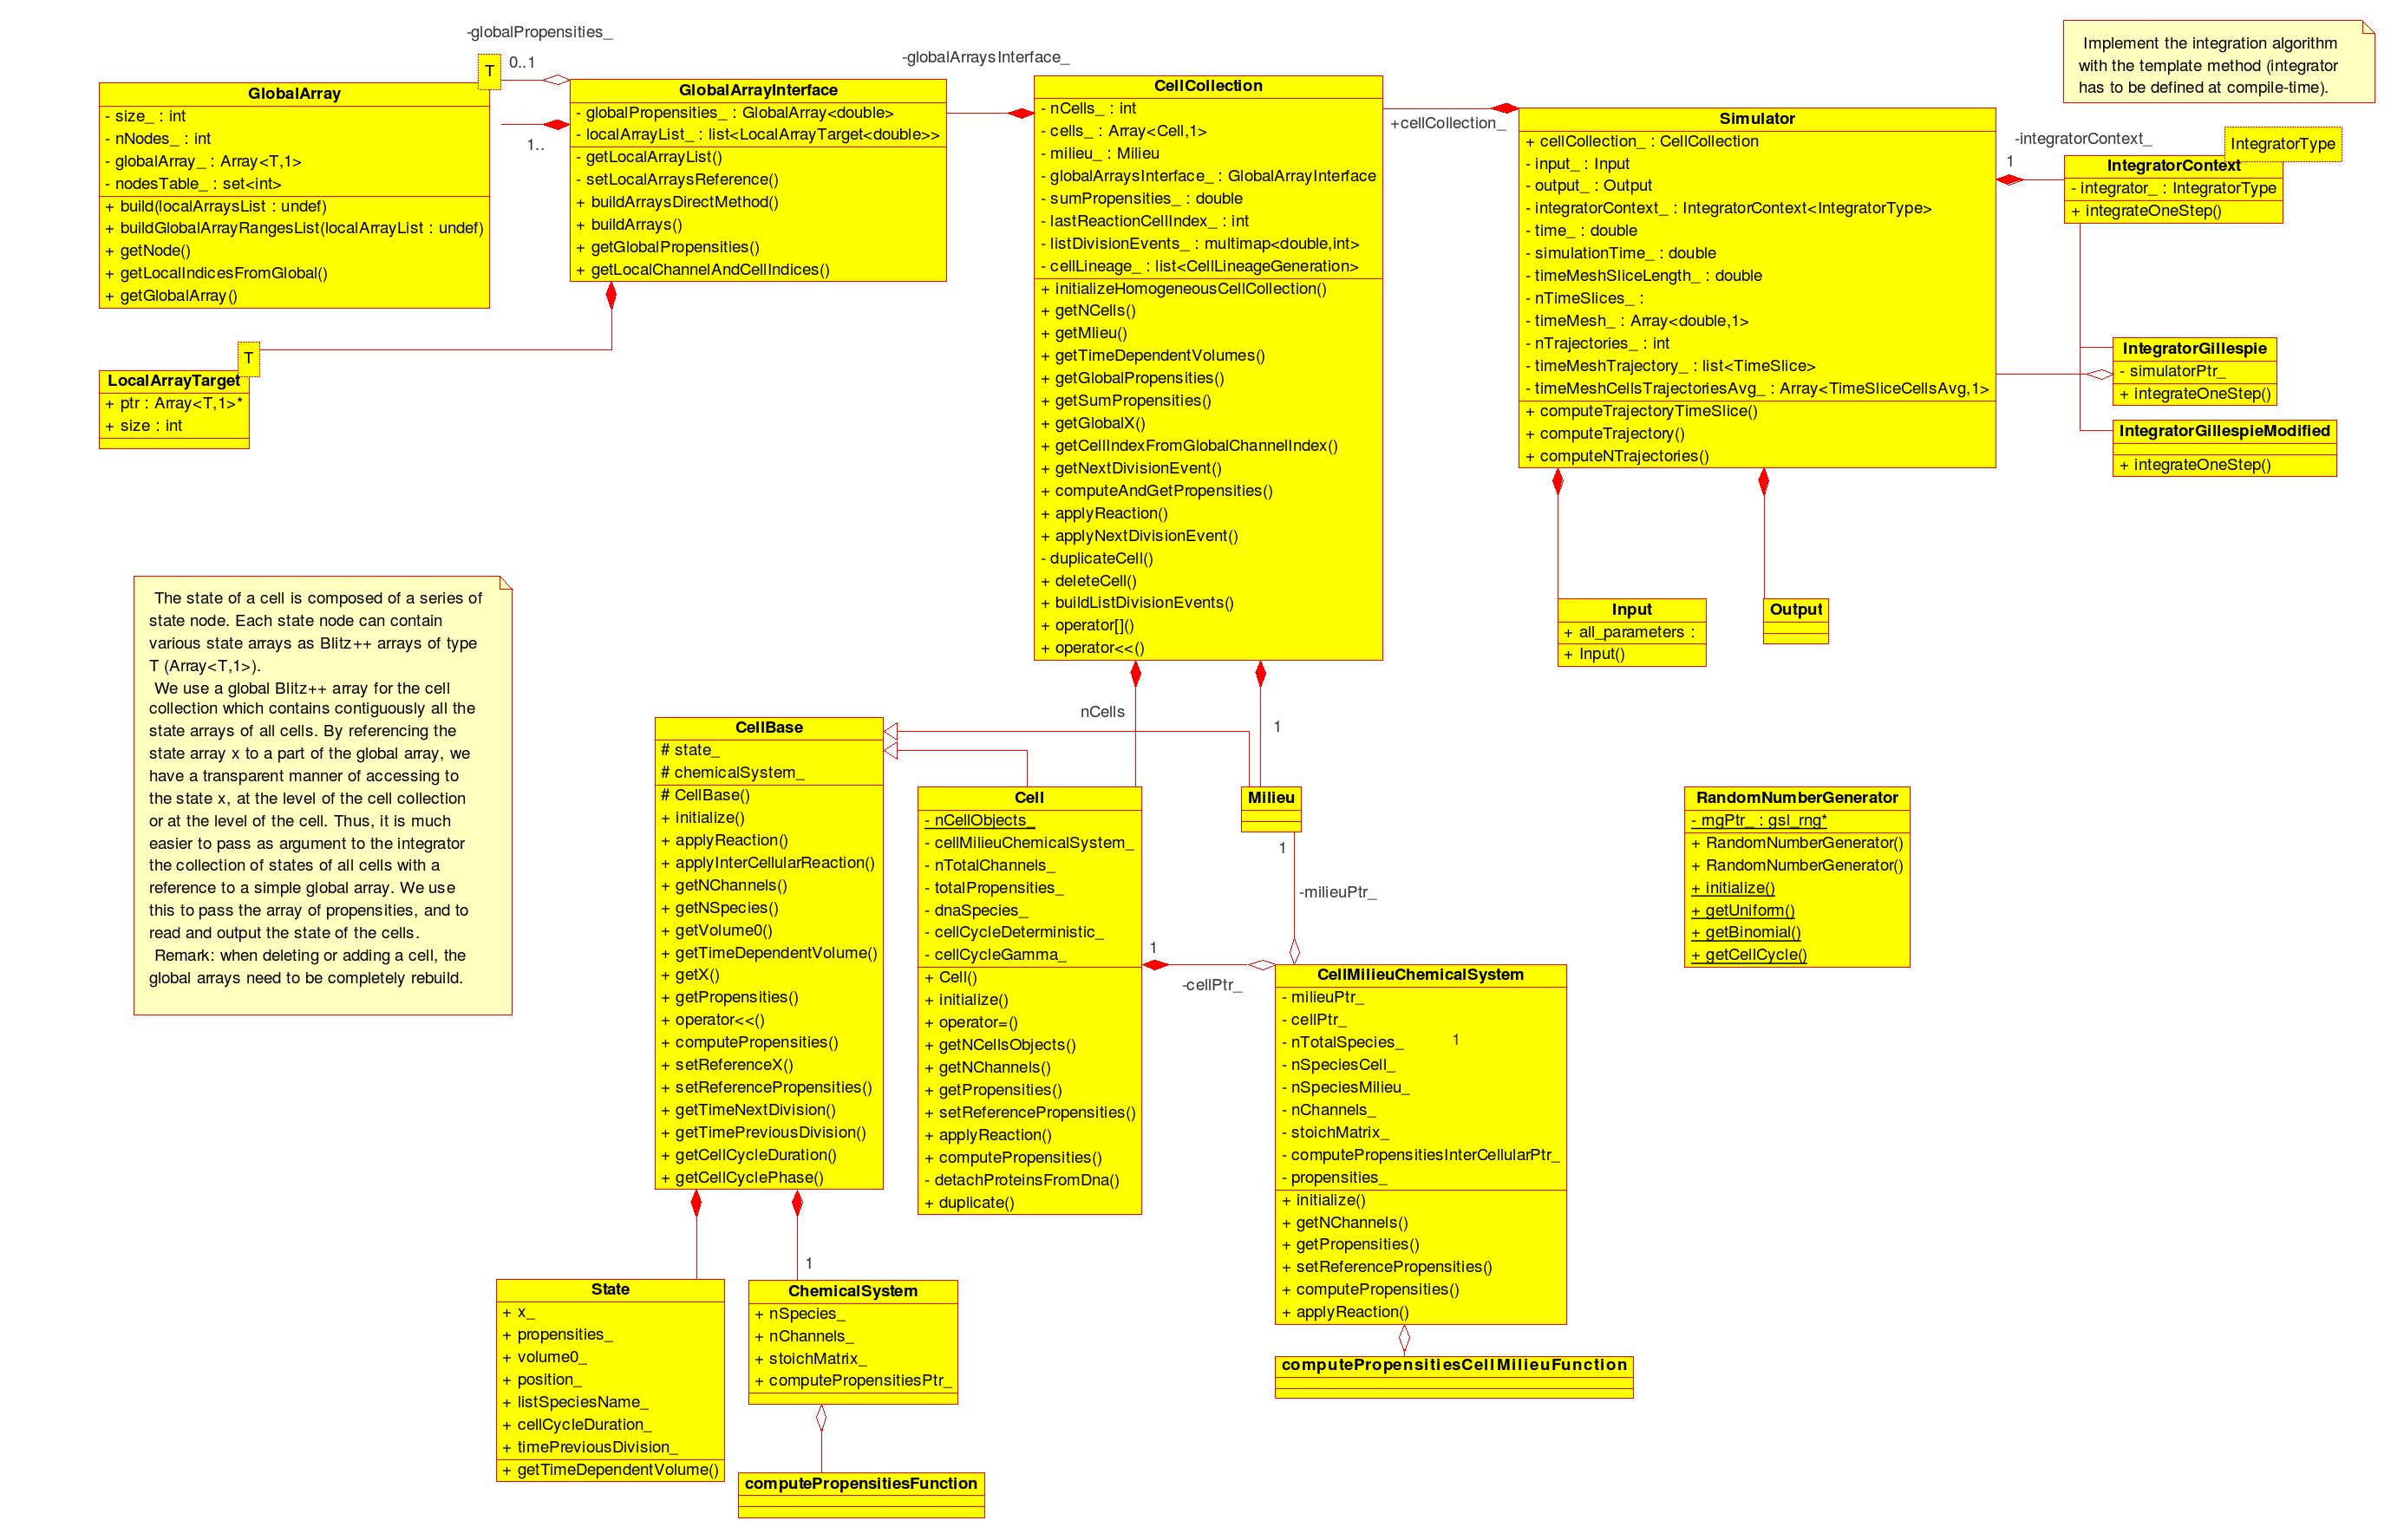 -globalPropensities_
T
0..1
GlobalArray
- size_ : int
- nNodes_ : int
- globalArray_ : Array<T,1>
- nodesTable_ : set<int>
+ build(localArraysList : undef)
+ buildGlobalArrayRangesList(localArrayList : undef)
+ getNode()
+ getLocalIndicesFromGlobal()
+ getGlobalArray()
1..
GlobalArrayInterface
- globalPropensities_ : GlobalArray<double>
- localArrayList_ : list<LocalArrayTarget<double>>
- getLocalArrayList()
- setLocalArraysReference()
+ buildArraysDirectMethod()
+ buildArrays()
+ getGlobalPropensities()
+ getLocalChannelAndCellIndices()
T
LocalArrayTarget
+ ptr : Array<T,1>*
+ size : int
-globalArraysInterface_
CellCollection
- nCells_ : int
- cells_ : Array<Cell,1>
- milieu_ : Milieu
- globalArraysInterface_ : GlobalArrayInterface
- sumPropensities_ : double
- lastReactionCellIndex_ : int
- listDivisionEvents_ : multimap<double,int>
- cellLineage_ : list<CellLineageGeneration>
+ initializeHomogeneousCellCollection()
+ getNCells()
+ getMlieu()
+ getTimeDependentVolumes()
+ getGlobalPropensities()
+ getSumPropensities()
+ getGlobalX()
+ getCellIndexFromGlobalChannelIndex()
+ getNextDivisionEvent()
+ computeAndGetPropensities()
+ applyReaction()
+ applyNextDivisionEvent()
- duplicateCell()
+ deleteCell()
+ buildListDivisionEvents()
+ operator[]()
+ operator<<()
+cellCollection_
Simulator
+ cellCollection_ : CellCollection
- input_ : Input
- output_ : Output
- integratorContext_ : IntegratorContext<IntegratorType>
- time_ : double
- simulationTime_ : double
- timeMeshSliceLength_ : double
- nTimeSlices_ :
- timeMesh_ : Array<double,1>
- nTrajectories_ : int
- timeMeshTrajectory_ : list<TimeSlice>
- timeMeshCellsTrajectoriesAvg_ : Array<TimeSliceCellsAvg,1>
+ computeTrajectoryTimeSlice()
+ computeTrajectory()
+ computeNTrajectories()
Implement the integration algorithm
with the template method (integrator
has to be defined at compile-time).
-integratorContext_
1
IntegratorType
IntegratorContext
- integrator_ : IntegratorType
+ integrateOneStep()
IntegratorGillespie
- simulatorPtr_
+ integrateOneStep()
IntegratorGillespieModified
+ integrateOneStep()
Input
+ all_parameters :
+ Input()
Output
The state of a cell is composed of a series of
state node. Each state node can contain
various state arrays as Blitz++ arrays of type
T (Array<T,1>).
We use a global Blitz++ array for the cell
collection which contains contiguously all the
state arrays of all cells. By referencing the
state array x to a part of the global array, we
have a transparent manner of accessing to
the state x, at the level of the cell collection
or at the level of the cell. Thus, it is much
easier to pass as argument to the integrator
the collection of states of all cells with a
reference to a simple global array. We use
this to pass the array of propensities, and to
read and output the state of the cells.
Remark: when deleting or adding a cell, the
global arrays need to be completely rebuild.
nCells
1
CellBase
# state_
# chemicalSystem_
# CellBase()
+ initialize()
+ applyReaction()
+ applyInterCellularReaction()
+ getNChannels()
+ getNSpecies()
+ getVolume0()
+ getTimeDependentVolume()
+ getX()
+ getPropensities()
+ operator<<()
+ computePropensities()
+ setReferenceX()
+ setReferencePropensities()
+ getTimeNextDivision()
+ getTimePreviousDivision()
+ getCellCycleDuration()
+ getCellCyclePhase()
Cell
- nCellObjects_
- cellMilieuChemicalSystem_
- nTotalChannels_
- totalPropensities_
- dnaSpecies_
- cellCycleDeterministic_
- cellCycleGamma_
+ Cell()
+ initialize()
+ operator=()
+ getNCellsObjects()
+ getNChannels()
+ getPropensities()
+ setReferencePropensities()
+ applyReaction()
+ computePropensities()
- detachProteinsFromDna()
+ duplicate()
Milieu
1
-milieuPtr_
1
-cellPtr_
CellMilieuChemicalSystem
- milieuPtr_
- cellPtr_
- nTotalSpecies_
1
- nSpeciesCell_
- nSpeciesMilieu_
- nChannels_
- stoichMatrix_
- computePropensitiesInterCellularPtr_
- propensities_
+ initialize()
+ getNChannels()
+ getPropensities()
+ setReferencePropensities()
+ computePropensities()
+ applyReaction()
computePropensitiesCellMilieuFunction
RandomNumberGenerator
- rngPtr_ : gsl_rng*
+ RandomNumberGenerator()
+ RandomNumberGenerator()
+ initialize()
+ getUniform()
+ getBinomial()
+ getCellCycle()
State
+ x_
+ propensities_
+ volume0_
+ position_
+ listSpeciesName_
+ cellCycleDuration_
+ timePreviousDivision_
+ getTimeDependentVolume()
1
ChemicalSystem
+ nSpecies_
+ nChannels_
+ stoichMatrix_
+ computePropensitiesPtr_
computePropensitiesFunction